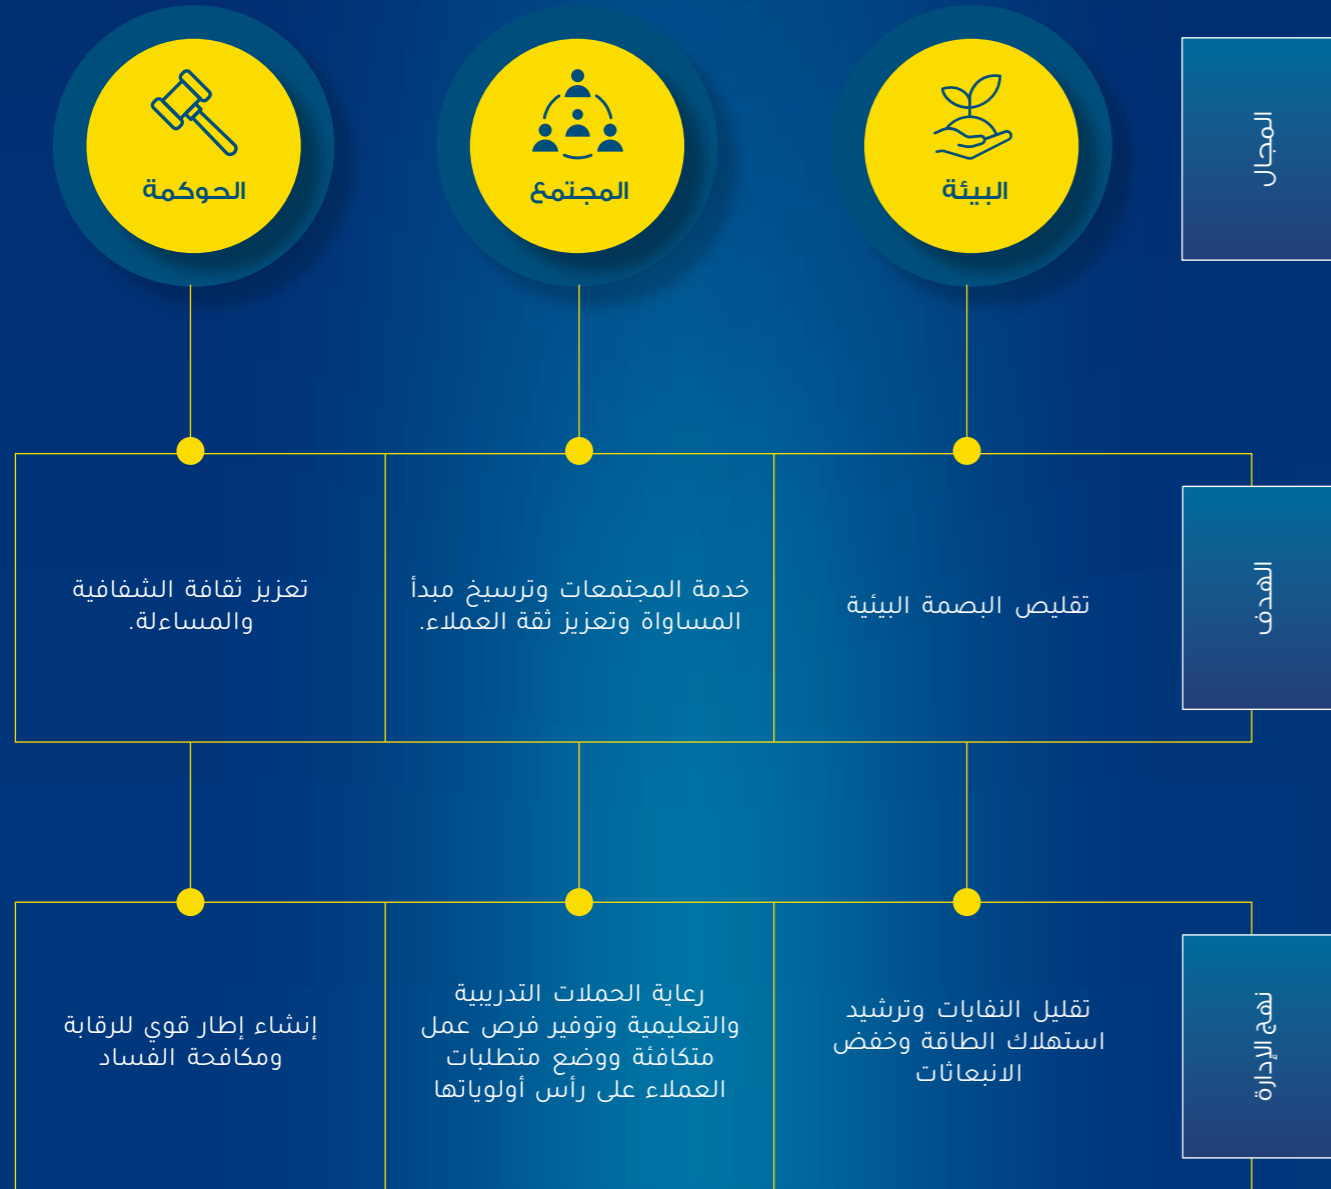 المجال
البيئة
المجتمع
الحوكمة
الهدف
تقليص البصمة البيئية
خدمة المجتمعات وترسيخ مبدأ
المساواة وتعزيز ثقة العملاء.
تعزيز ثقافة الشفافية
والمساءلة.
نهج الإدارة
تقليل النفايات وترشيد
استهلاك الطاقة وخفض
الانبعاثات
رعاية الحملات التدريبية
والتعليمية وتوفير فرص عمل
متكافئة ووضع متطلبات
العملاء على رأس أولوياتها
إنشاء إطار قوي للرقابة
ومكافحة الفساد